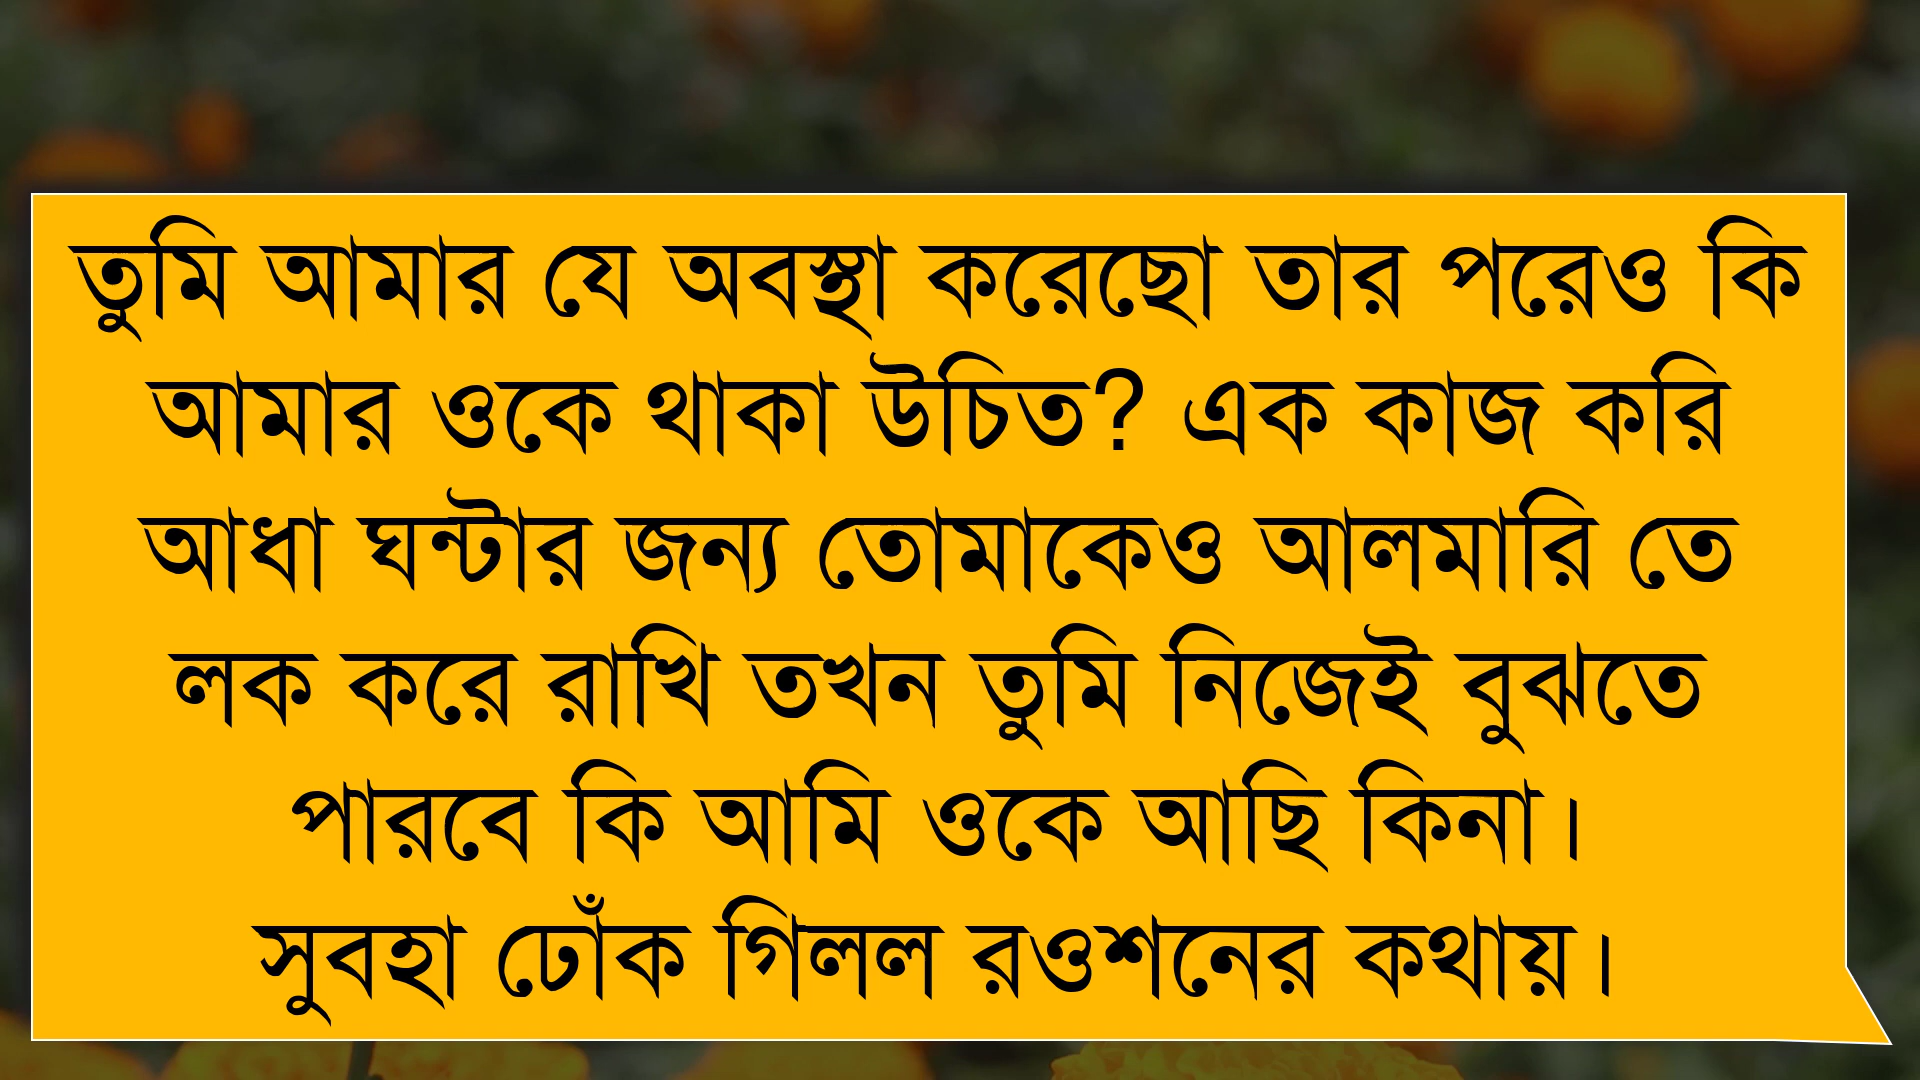 তুমি আমার যে অবস্থা করেছো তার পরেও কি
আমার ওকে থাকা উচিত? এক কাজ করি
আধা ঘন্টার জন্য তোমাকেও আলমারি তে
লক করে রাখি তখন তুমি নিজেই বুঝতে
পারবে কি আমি ওকে আছি কিনা।
সুবহা ঢোঁক গিলল রওশনের কথায়।